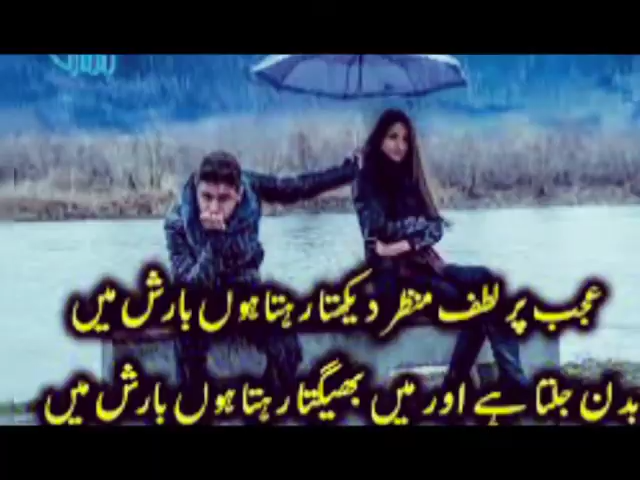 عجب پر لطف منظر دیکھتا رہتا ہوں بارش میں
بدن جلتا ہے اور میں بھیگتا رہتا ہوں بارش میں